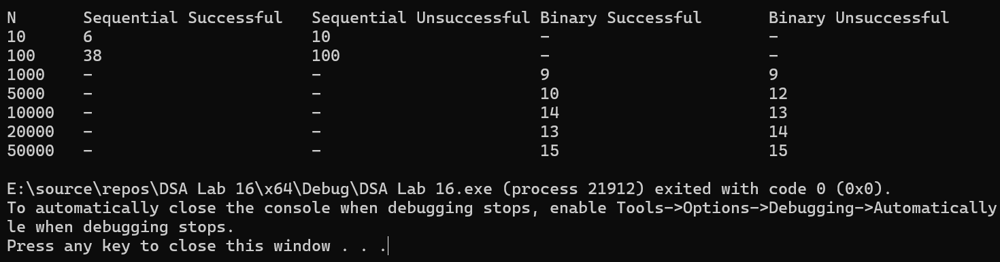 N Sequential Successful Sequential Unsuccessful Binary Successful Binary Unsuccessful
10 6 10 - -
100 38 100 - -
1000 - - 9 9
5000 - - 10 12
10000 - - 14 13
20000 - - 13 14
50000 - - 15 15
E:\source\repos\DSA Lab 16\x64\Debug\DSA Lab 16.exe (process 21912) exited with code 0 (0x0).
To automatically close the console when debugging stops, enable Tools->Options->Debugging->Automatically
le when debugging stops.
Press any key to close this window . . .